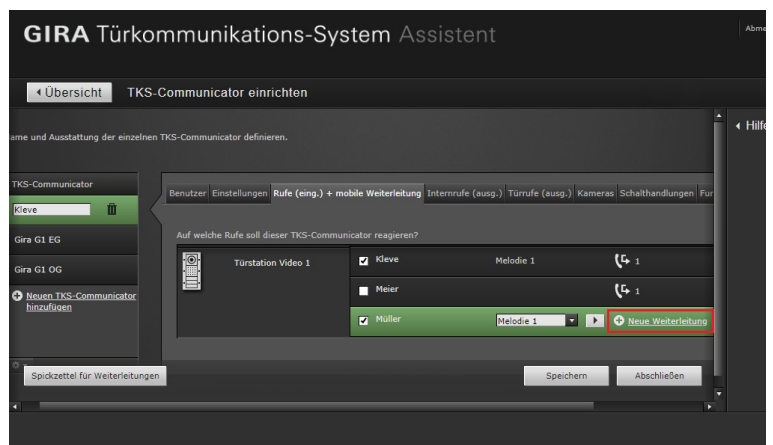 GIRA Türkommunikations-System Assistent
Übersicht TKS-Communicator einrichten
Hilfe
ame und Ausstattung der einzelnen TKS-Communicator definieren.
TKS-Communicator
Kleve
Gira G1 EG
Gira G1 OG
Neuen TKS-Communicator
hinzufügen
Benutzer Einstellungen Rufe (eing.) + mobile Weiterleitung Internrufe (ausg.) Türrufe (ausg.) Kameras Schalthandlungen
Auf welche Rufe soll dieser TKS-Communicator reagieren?
Türstation Video 1
Kleve Melodie 1 1
Meier 1
Müller Melodie 1 Neue Weiterleitung
Spickzettel für Weiterleitungen Speichern Abschließen